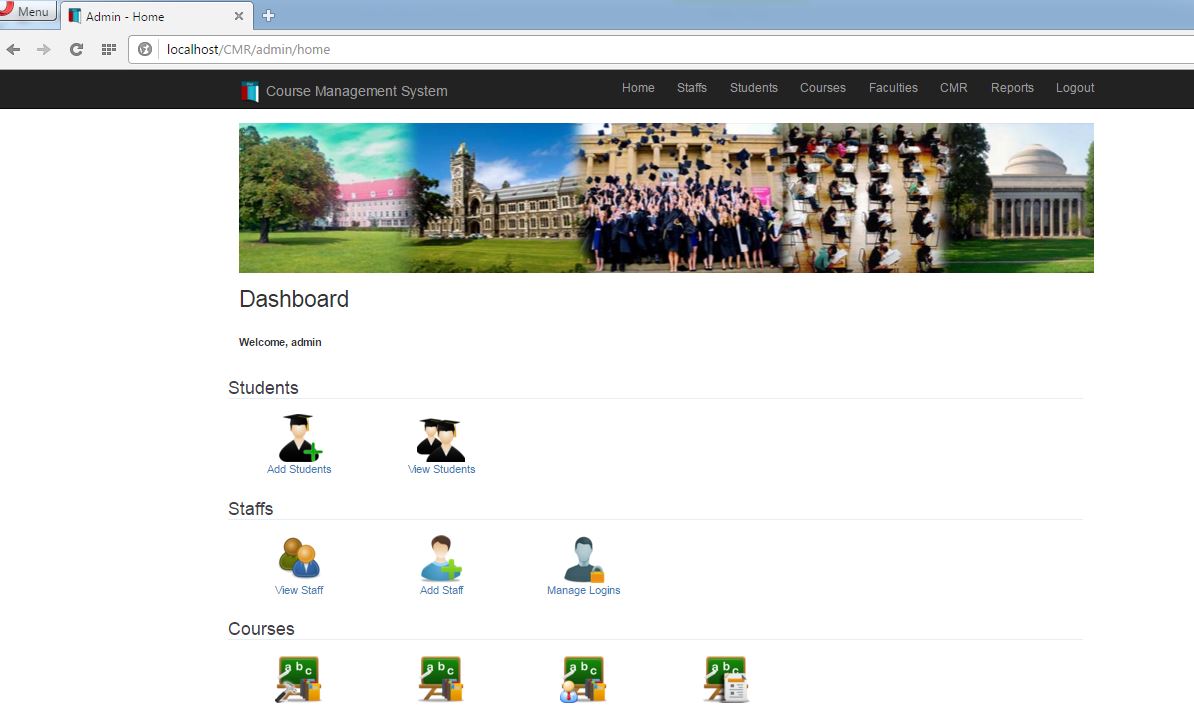 Menu
Admin - Home
localhost/CMR/admin/home
Course Management System
Home Staffs Students Courses Faculties CMR Reports Logout
Dashboard
Welcome, admin
Students
Add Students View Students
Staffs
View Staff Add Staff Manage Logins
Courses
a b c a b c a b c a b c